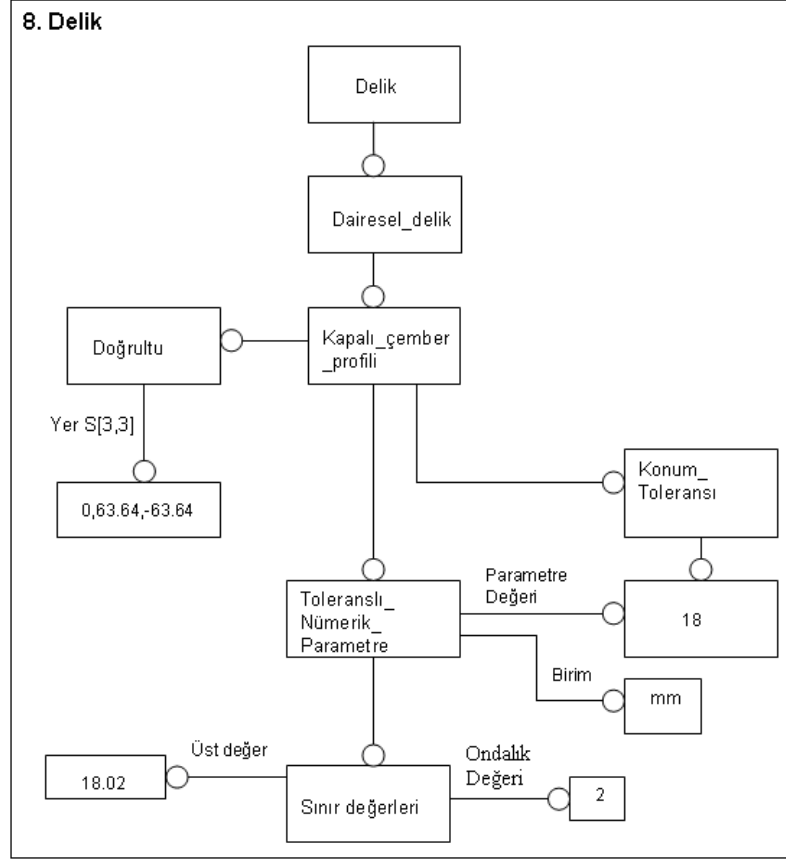 8. Delik
Delik
Dairesel_delik
Kapalı_çember
_profili
Doğrultu
Yer S[3,3]
0,63.64,-63.64
Konum_
Toleransı
Toleranslı_
Nümerik_
Parametre
Parametre
Değeri
18
Birim
mm
Üst değer
18.02
Sınır değerleri
Ondalık
Değeri
2